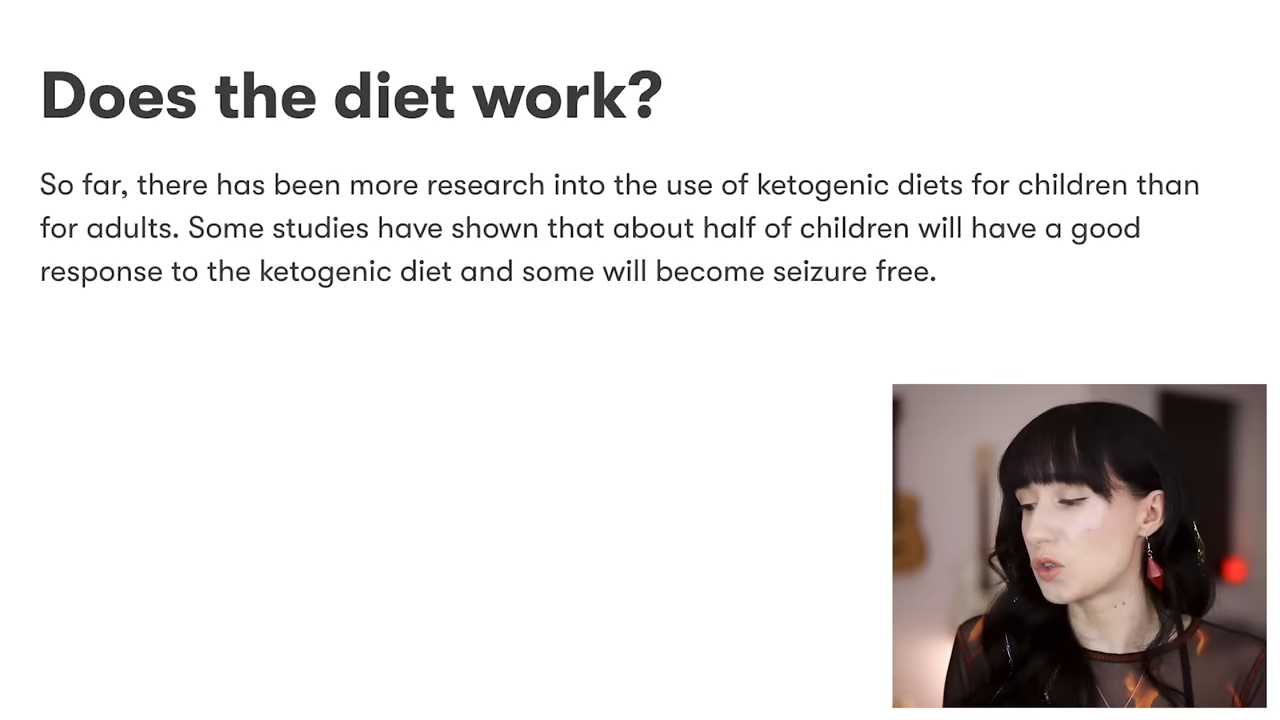 Does the diet work?
So far, there has been more research into the use of ketogenic diets for children than
for adults. Some studies have shown that about half of children will have a good
response to the ketogenic diet and some will become seizure free.